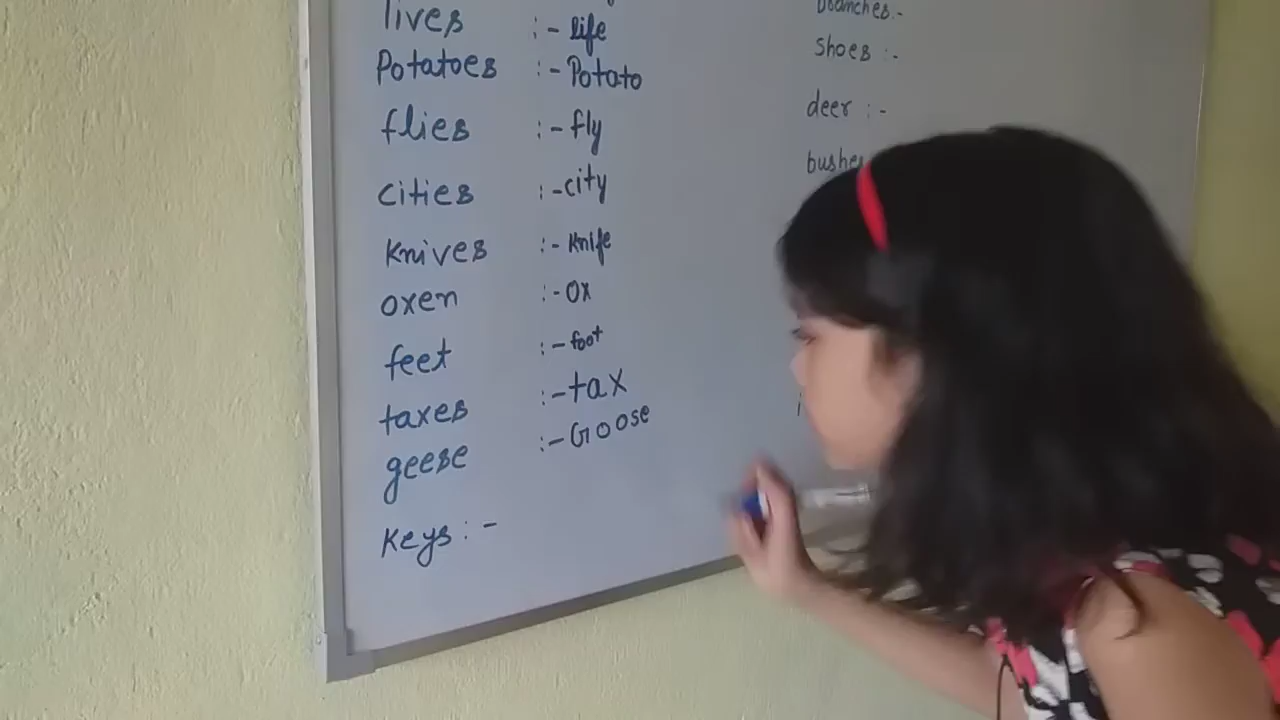 lives :- life
Potatoes :- Potato
flies :- fly
cities :- city
Knives :- Knife
oxen :- Ox
feet :- foot
taxes :- tax
geese :- Goose
Keys :-
branches :-
shoes :-
deer :-